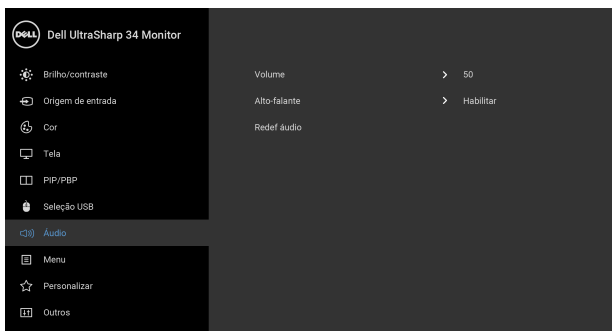 DELL Dell UltraSharp 34 Monitor
Brilho/contraste Volume 50
Origem de entrada Alto-falante Habilitar
Cor Redef áudio
Tela
PIP/PBP
Seleção USB
Áudio
Menu
Personalizar
Outros